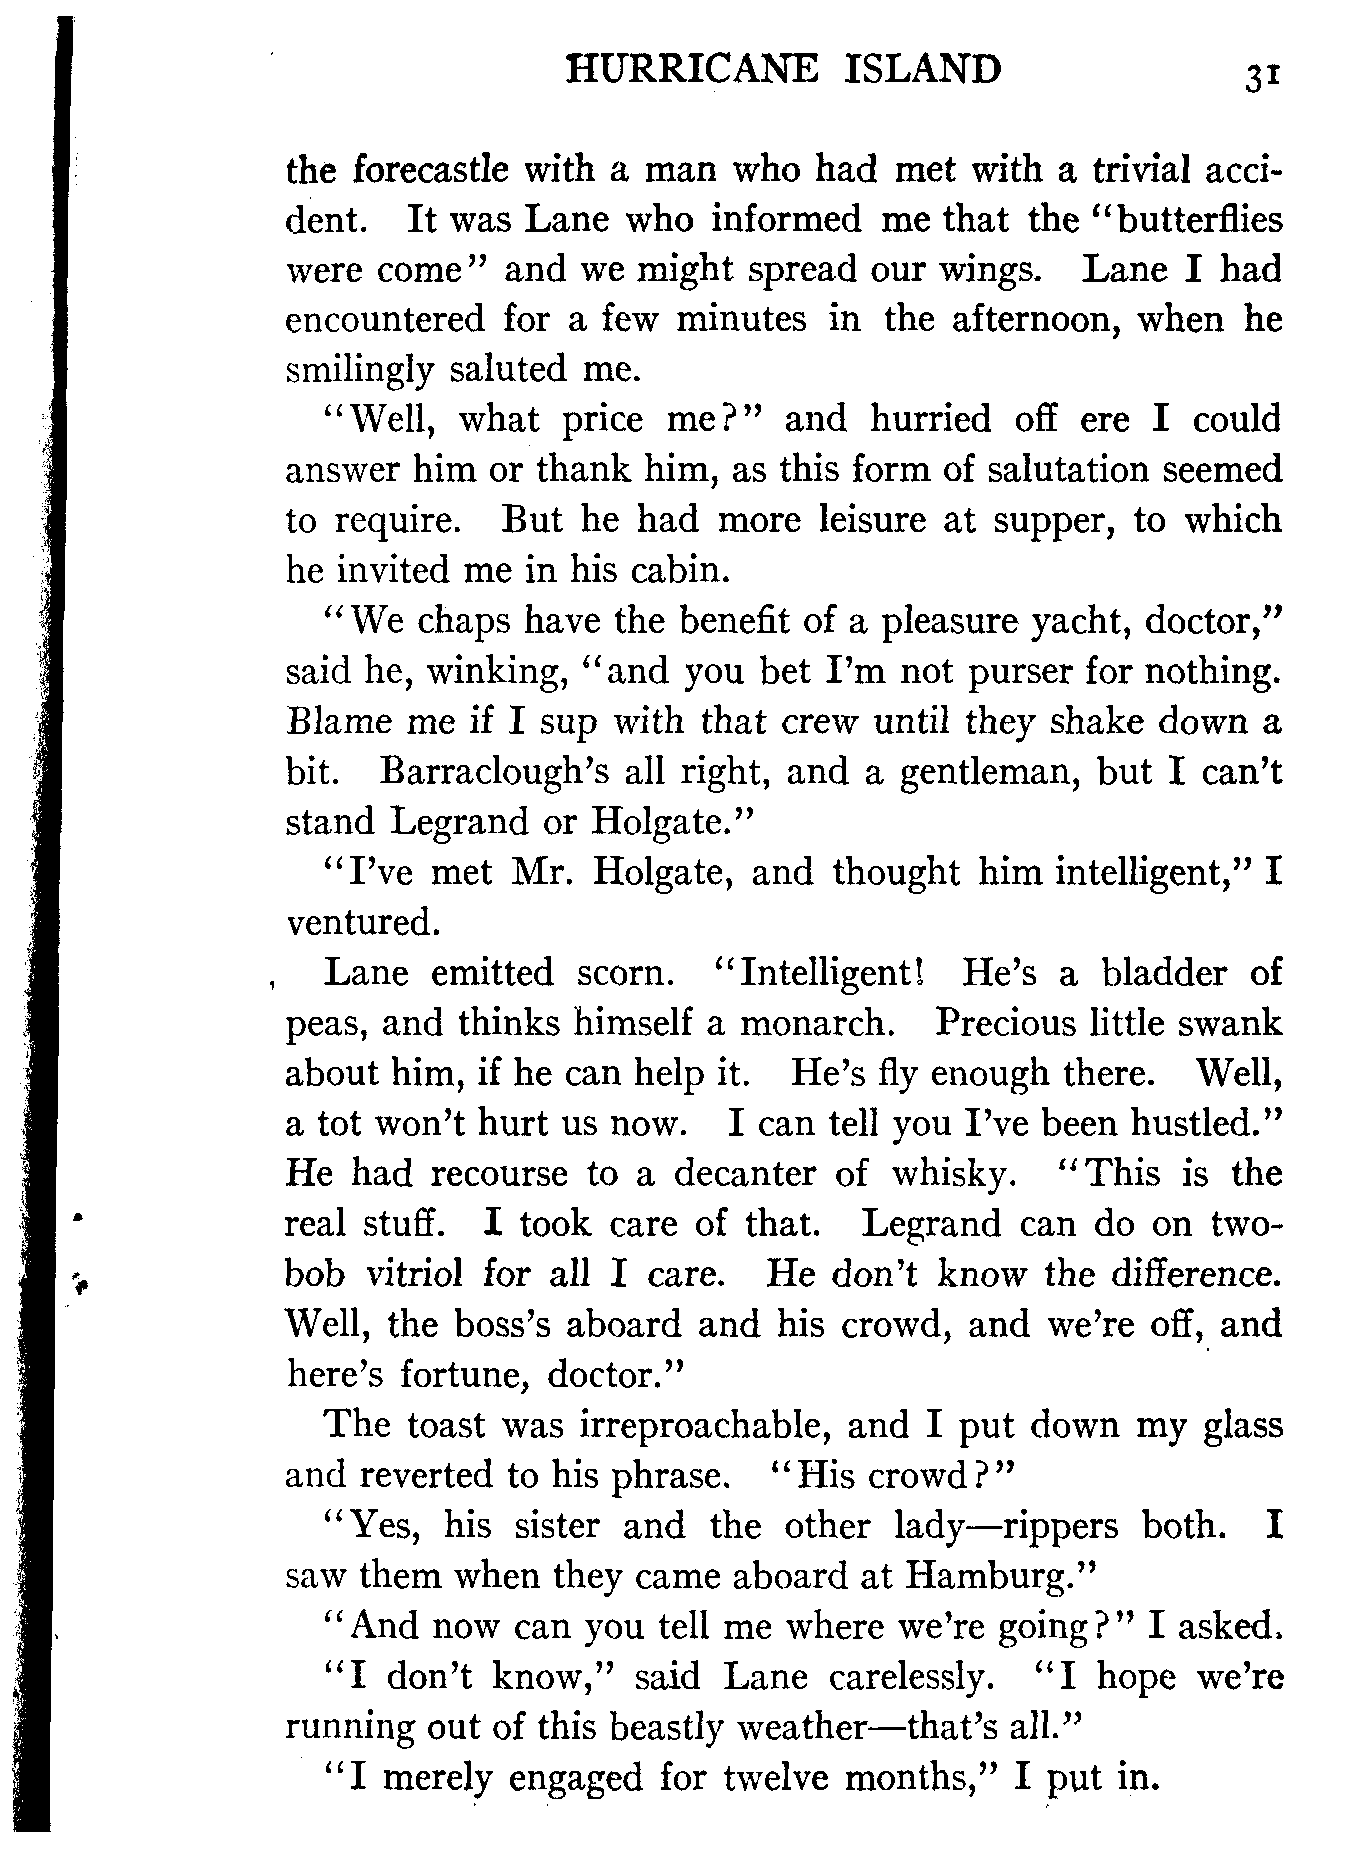 HURRICANE ISLAND 31
the forecastle with a man who had met with a trivial acci-
dent. It was Lane who informed me that the "butterflies
were come" and we might spread our wings. Lane I had
encountered for a few minutes in the afternoon, when he
smilingly saluted me.
"Well, what price me?" and hurried off ere I could
answer him or thank him, as this form of salutation seemed
to require. But he had more leisure at supper, to which
he invited me in his cabin.
"We chaps have the benefit of a pleasure yacht, doctor,"
said he, winking, "and you bet I'm not purser for nothing.
Blame me if I sup with that crew until they shake down a
bit. Barraclough's all right, and a gentleman, but I can't
stand Legrand or Holgate."
"I've met Mr. Holgate, and thought him intelligent," I
ventured.
Lane emitted scorn. "Intelligent! He's a bladder of
peas, and thinks himself a monarch. Precious little swank
about him, if he can help it. He's fly enough there. Well,
a tot won't hurt us now. I can tell you I've been hustled."
He had recourse to a decanter of whisky. "This is the
real stuff. I took care of that. Legrand can do on two-
bob vitriol for all I care. He don't know the difference.
Well, the boss's aboard and his crowd, and we're off, and
here's fortune, doctor."
The toast was irreproachable, and I put down my glass
and reverted to his phrase. "His crowd?"
"Yes, his sister and the other lady—rippers both. I
saw them when they came aboard at Hamburg."
"And now can you tell me where we're going?" I asked.
"I don't know," said Lane carelessly. "I hope we're
running out of this beastly weather—that's all."
"I merely engaged for twelve months," I put in.